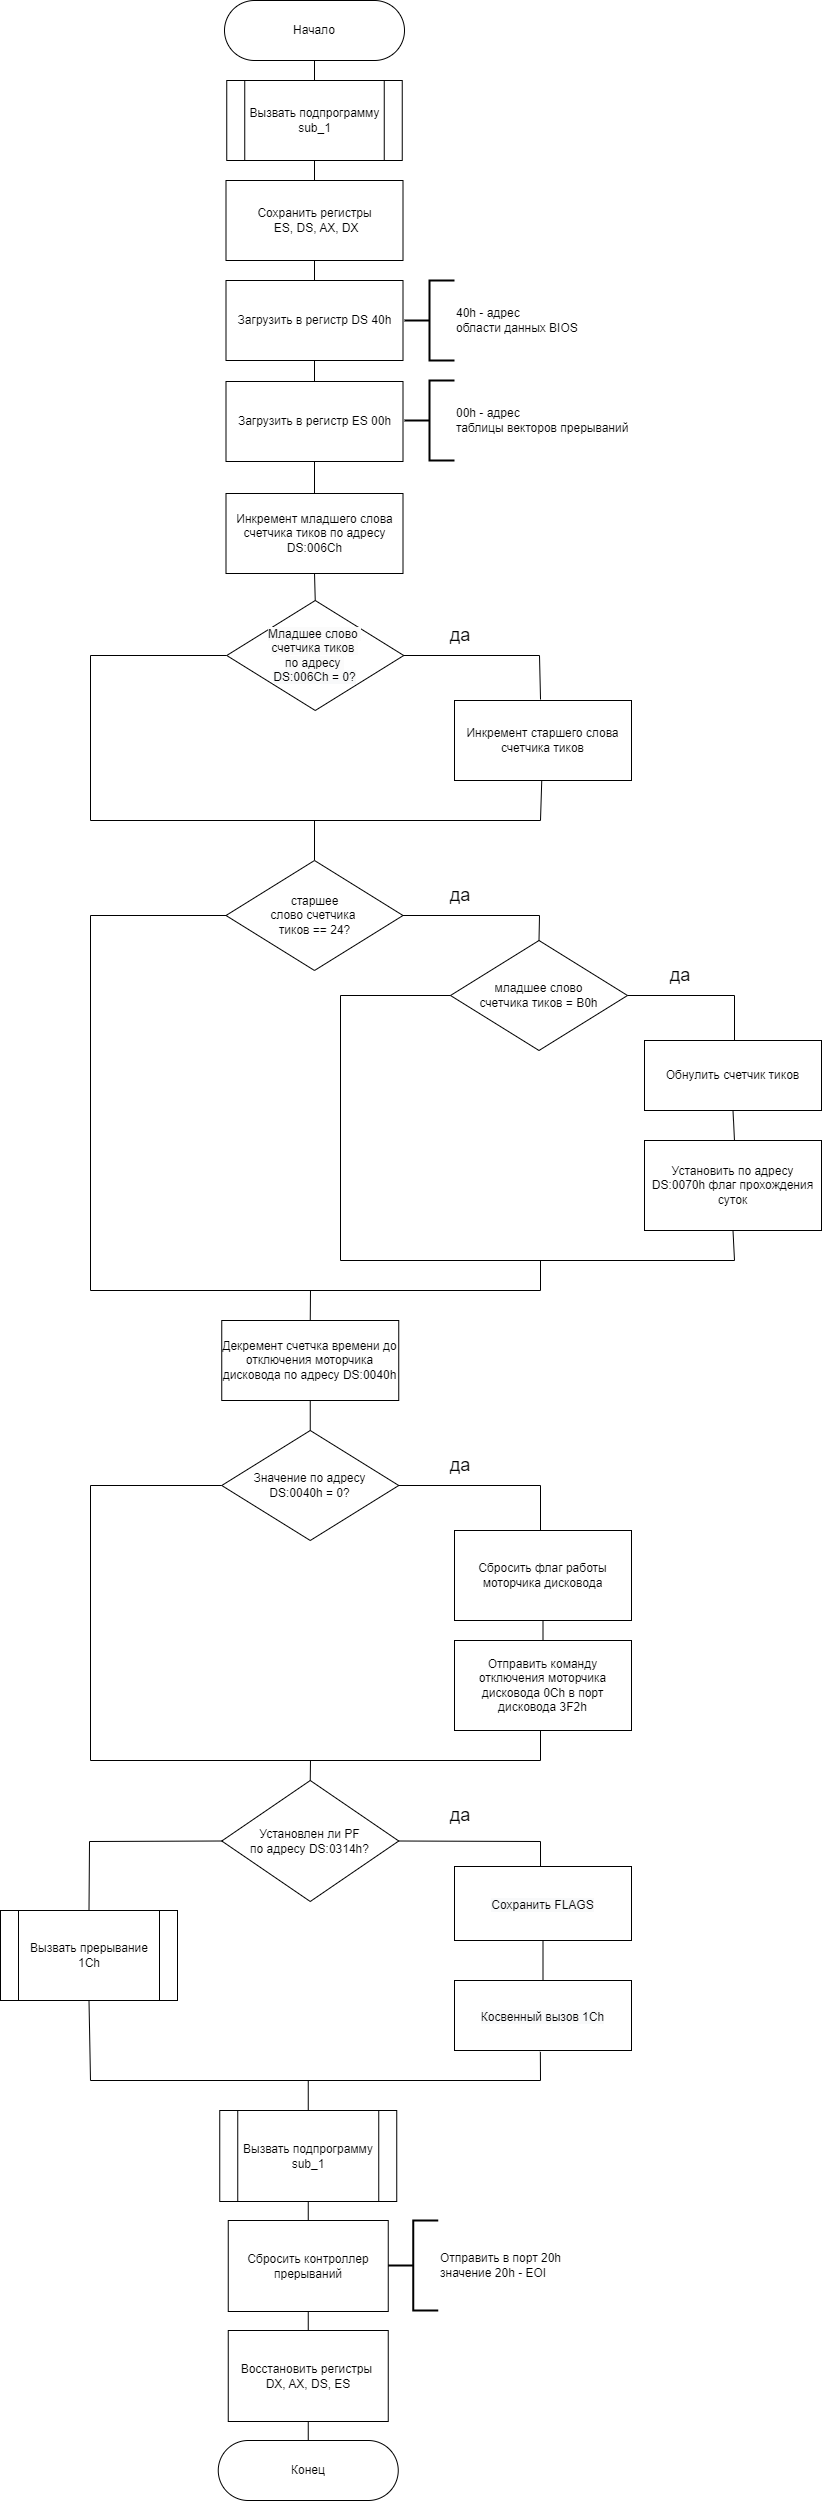 Начало
Вызвать подпрограмму
sub_1
Сохранить регистры
ES, DS, AX, DX
Загрузить в регистр DS 40h
40h - адрес
области данных BIOS
Загрузить в регистр ES 00h
00h - адрес
таблицы векторов прерываний
Инкремент младшего слова
счетчика тиков по адресу
DS:006Ch
Младшее слово
счетчика тиков
по адресу
DS:006Ch = 0?
да
Инкремент старшего слова
счетчика тиков
старшее
слово счетчика
тиков == 24?
да
младшее слово
счетчика тиков = B0h
да
Обнулить счетчик тиков
Установить по адресу
DS:0070h флаг прохождения
суток
Декремент счетчка времени до
отключения моторчика
дисковода по адресу DS:0040h
Значение по адресу
DS:0040h = 0?
да
Сбросить флаг работы
моторчика дисковода
Отправить команду
отключения моторчика
дисковода 0Ch в порт
дисковода 3F2h
Установлен ли PF
по адресу DS:0314h?
да
Вызвать прерывание
1Ch
Сохранить FLAGS
Косвенный вызов 1Ch
Вызвать подпрограмму
sub_1
Сбросить контроллер
прерываний
Отправить в порт 20h
значение 20h - EOI
Восстановить регистры
DX, AX, DS, ES
Конец